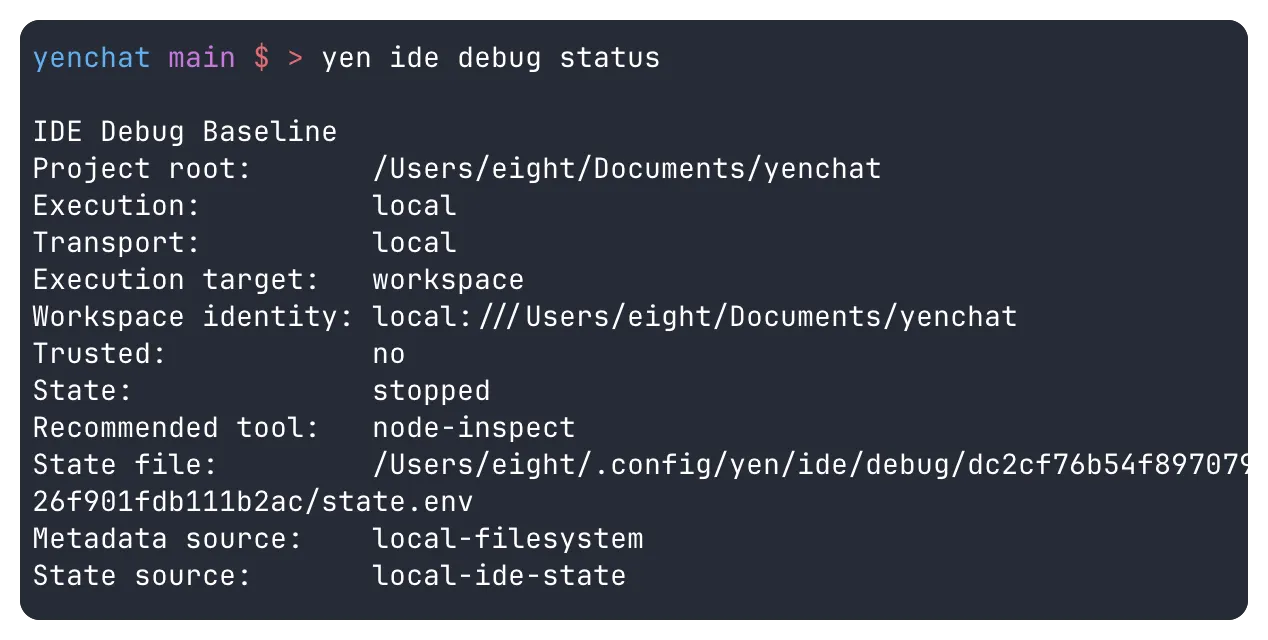 yenchat main $ > yen ide debug status
IDE Debug Baseline
Project root: /Users/eight/Documents/yenchat
Execution: local
Transport: local
Execution target: workspace
Workspace identity: local:///Users/eight/Documents/yenchat
Trusted: no
State: stopped
Recommended tool: node-inspect
State file: /Users/eight/.config/yen/ide/debug/dc2cf76b54f897079
26f901fdb111b2ac/state.env
Metadata source: local-filesystem
State source: local-ide-state